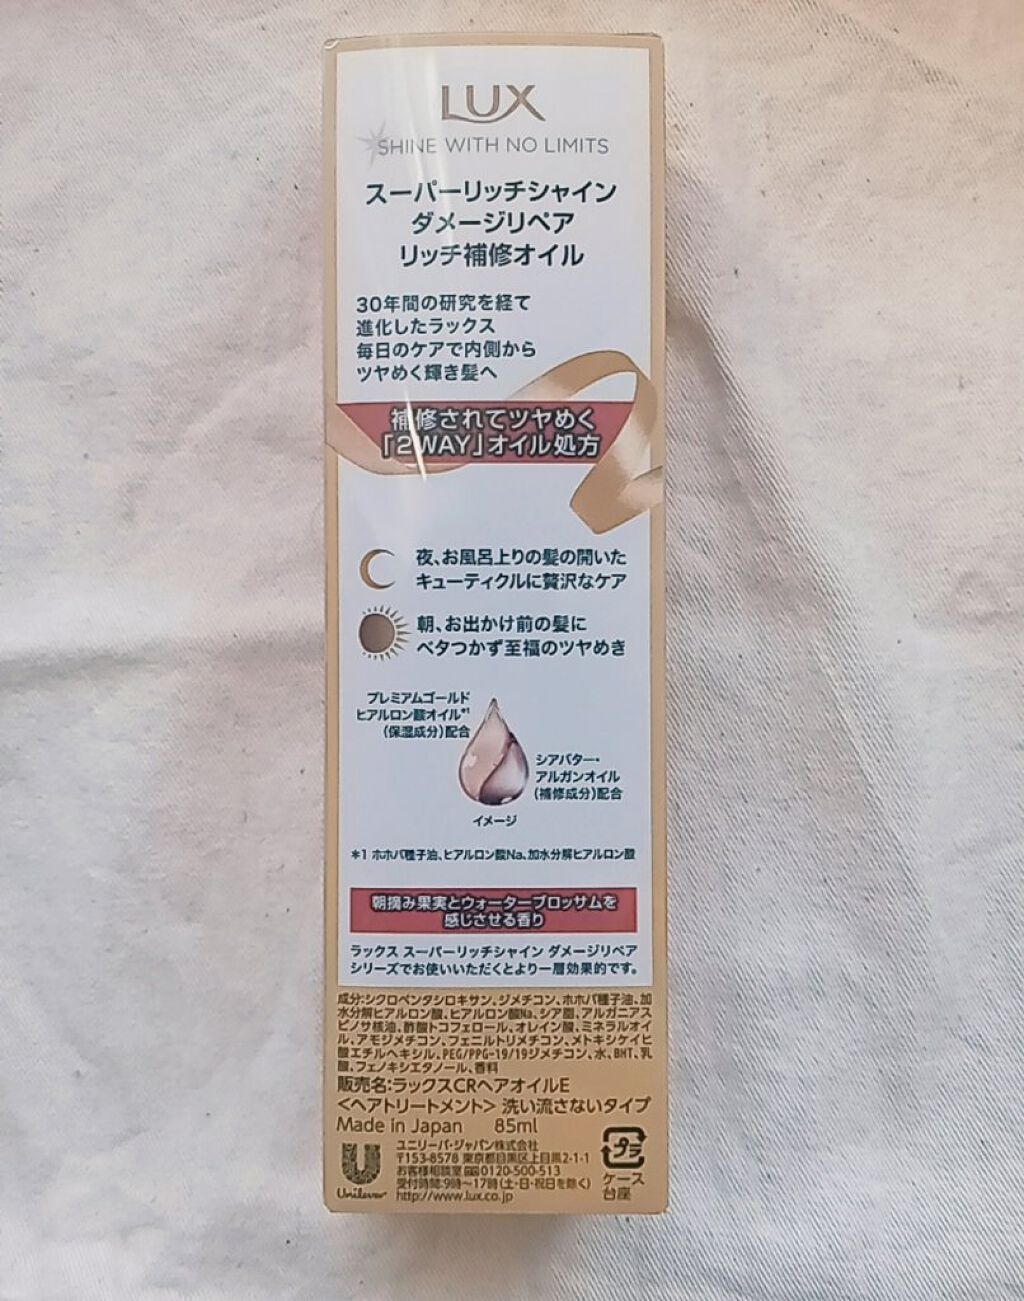 LUX
SHINE WITH NO LIMITS
スーパーリッチシャイン
ダメージリペア
リッチ補修オイル
30年間の研究を経て
進化したラックス
毎日のケアで内側から
ツヤめく輝き髪へ
補修されてツヤめく
「2WAY」オイル処方
夜、お風呂上りの髪の開いた
キューティクルに贅沢なケア
朝、お出かけ前の髪に
ベタつかず至福のツヤめき
プレミアムゴールド
ヒアルロン酸オイル*1
(保湿成分)配合
シアバター・
アルガンオイル
(補修成分)配合
イメージ
*1 ホホバ種子油、ヒアルロン酸Na、加水分解ヒアルロン酸
朝摘み果実とウォーターブロッサムを
感じさせる香り
ラックス スーパーリッチシャイン ダメージリペア
シリーズでお使いいただくとより一層効果的です。
成分:シクロペンタシロキサン、ジメチコン、ホホバ種子油、加
水分解ヒアルロン酸、ヒアルロン酸Na、シア脂、アルガニアス
ピノサ核油、酢酸トコフェロール、オレイン酸、ミネラルオイ
ル、アモジメチコン、フェニルトリメチコン、メトキシケイヒ
酸エチルヘキシル、PEG/PPG-19/19ジメチコン、水、BHT、乳
酸、フェノキシエタノール、香料
販売名:ラックスCRヘアオイルE
<ヘアトリートメント> 洗い流さないタイプ
Made in Japan 85ml
ユニリーバ・ジャパン株式会社
〒153-8578 東京都目黒区上目黒2-1-1
お客様相談室 0120-500-513
受付時間:9時〜17時(土・日・祝日を除く)
http://www.lux.co.jp
Unilever
プラ
ケース
台座